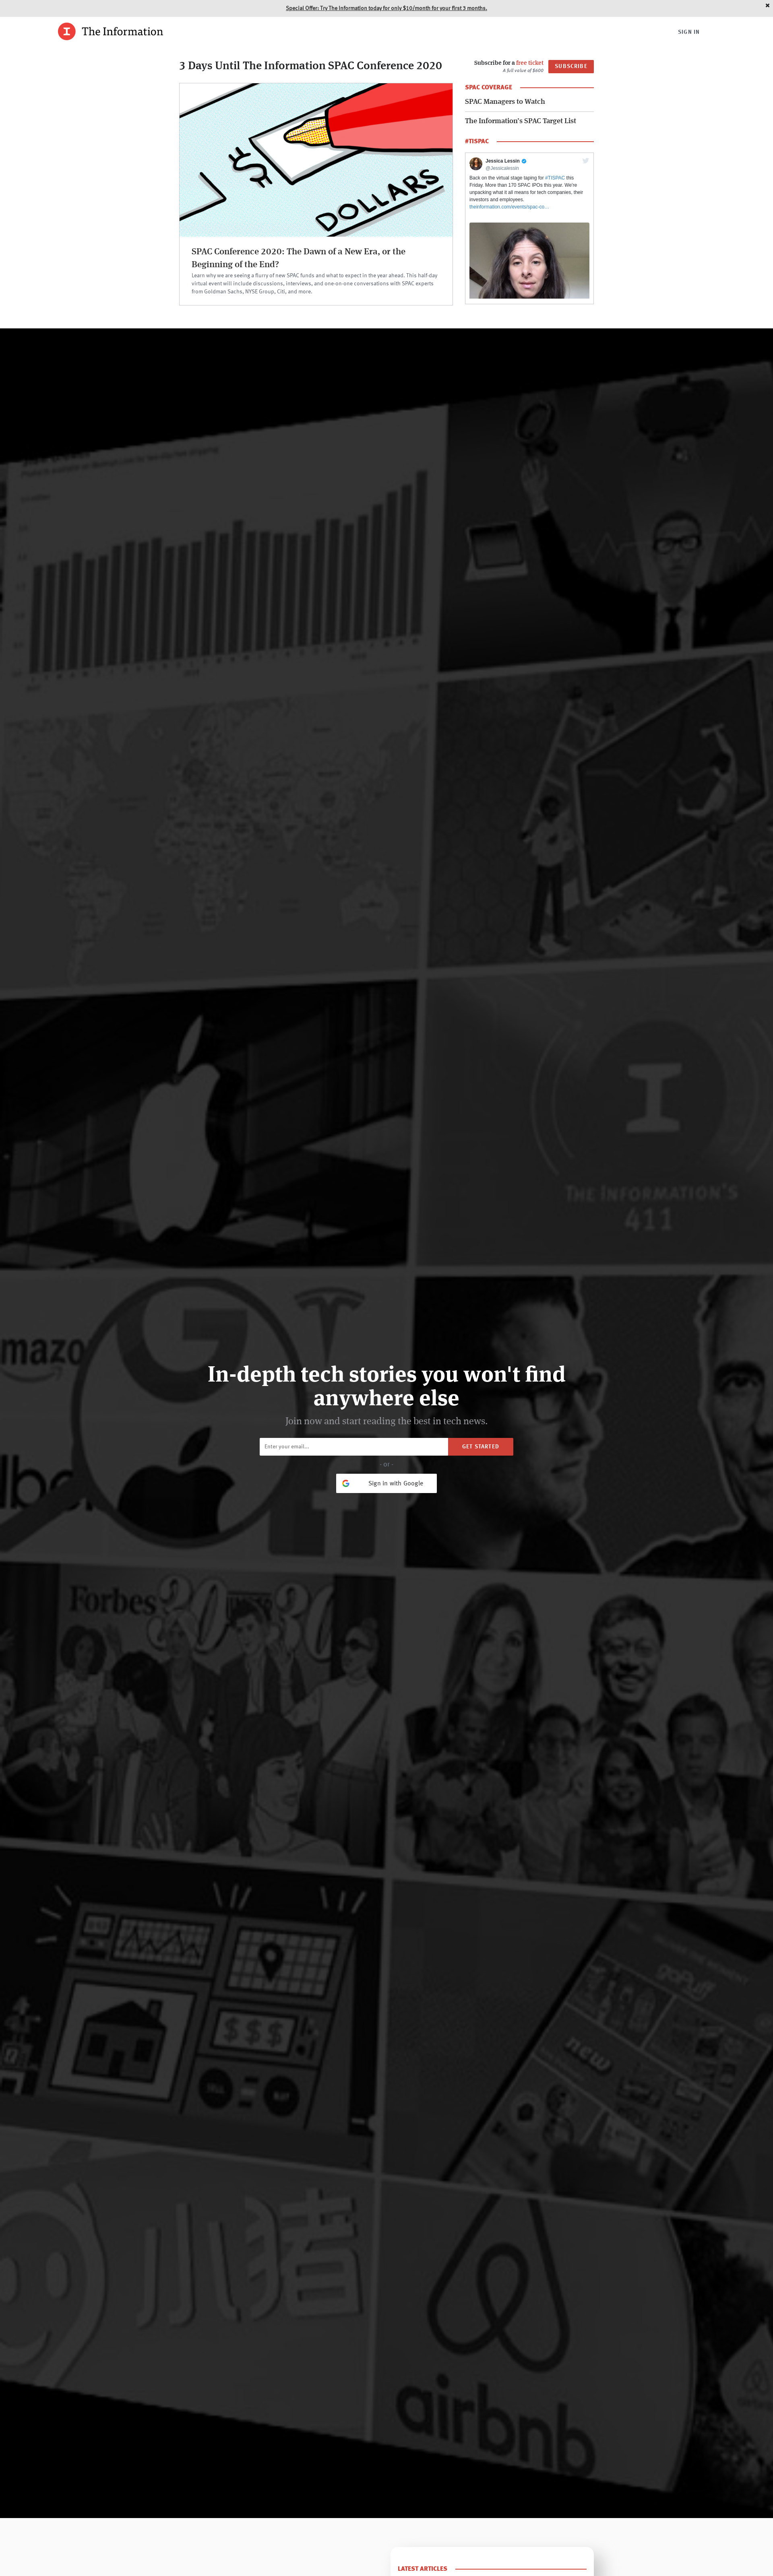 Special Offer: Try The Information today for only $10/month for your first 3 months.
The Information
SIGN IN
3 Days Until The Information SPAC Conference 2020
Subscribe for a free ticket
A full value of $600
SUBSCRIBE
DOLLARS
SPAC Conference 2020: The Dawn of a New Era, or the
Beginning of the End?
Learn why we are seeing a flurry of new SPAC funds and what to expect in the year ahead. This half-day
virtual event will include discussions, interviews, and one-on-one conversations with SPAC experts
from Goldman Sachs, NYSE Group, Citi, and more.
SPAC COVERAGE
SPAC Managers to Watch
The Information's SPAC Target List
#TISPAC
Jessica Lessin
@Jessicalessin
Back on the virtual stage taping for #TISPAC this
Friday. More than 170 SPAC IPOs this year. We're
unpacking what it all means for tech companies, their
investors and employees.
theinformation.com/events/spac-co…
The Information's
411
In-depth tech stories you won't find
anywhere else
Join now and start reading the best in tech news.
Enter your email...
GET STARTED
- or -
Sign in with Google
Forbes
new
小猪
airbnb
LATEST ARTICLES